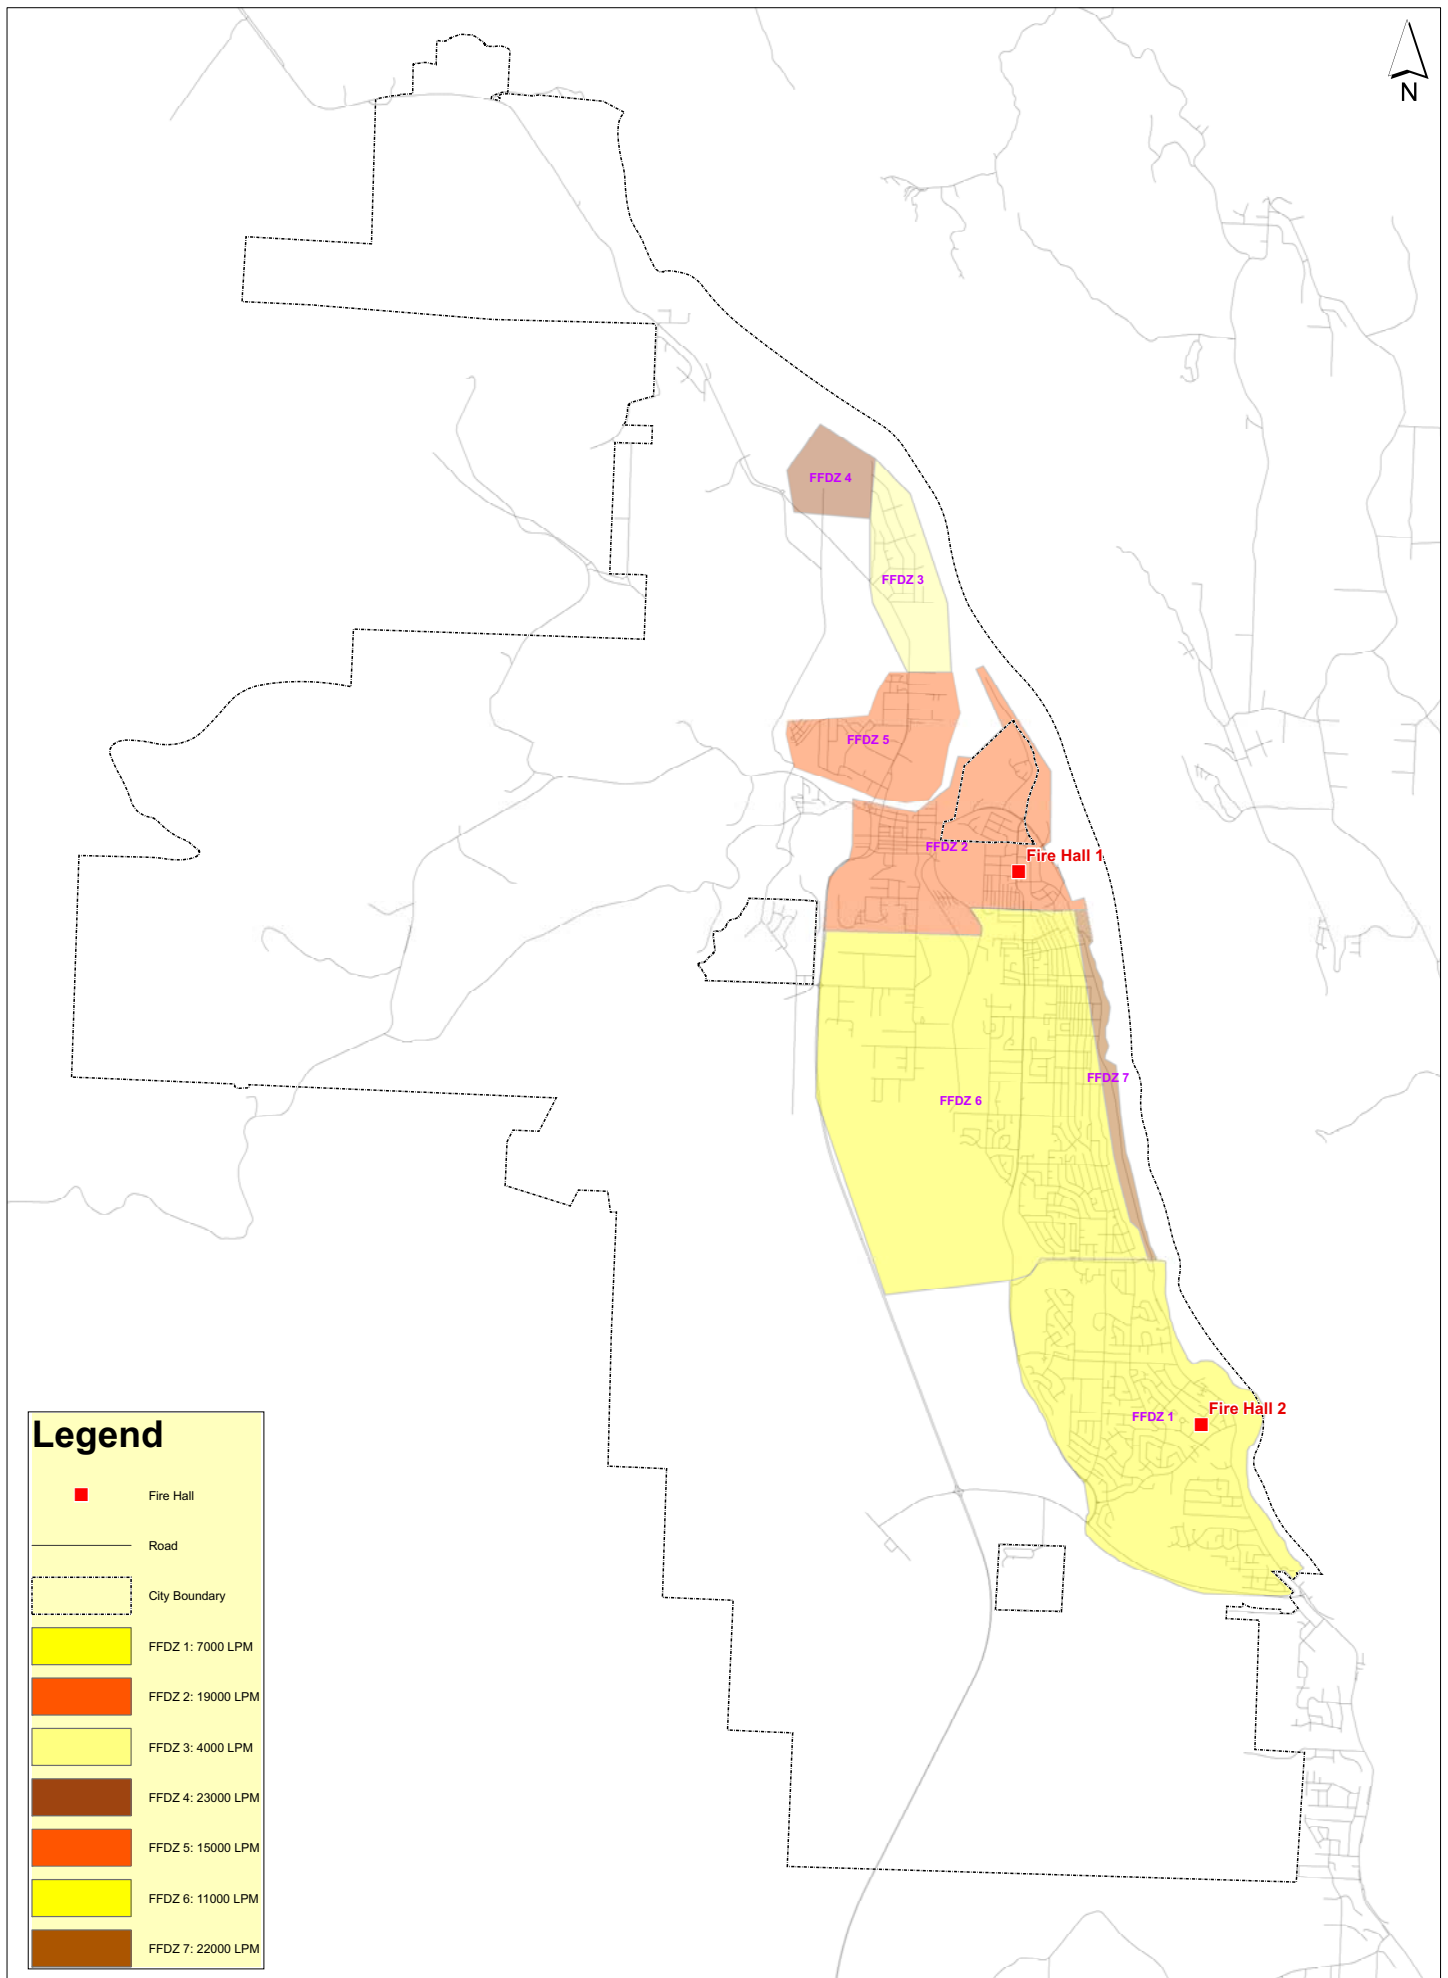 N
FFDZ 4
FFDZ 3
FFDZ 5
FFDZ 2
Fire Hall 1
FFDZ 7
FFDZ 6
FFDZ 1
Fire Hall 2
Legend
Fire Hall
Road
City Boundary
FFDZ 1: 7000 LPM
FFDZ 2: 19000 LPM
FFDZ 3: 4000 LPM
FFDZ 4: 23000 LPM
FFDZ 5: 15000 LPM
FFDZ 6: 11000 LPM
FFDZ 7: 22000 LPM